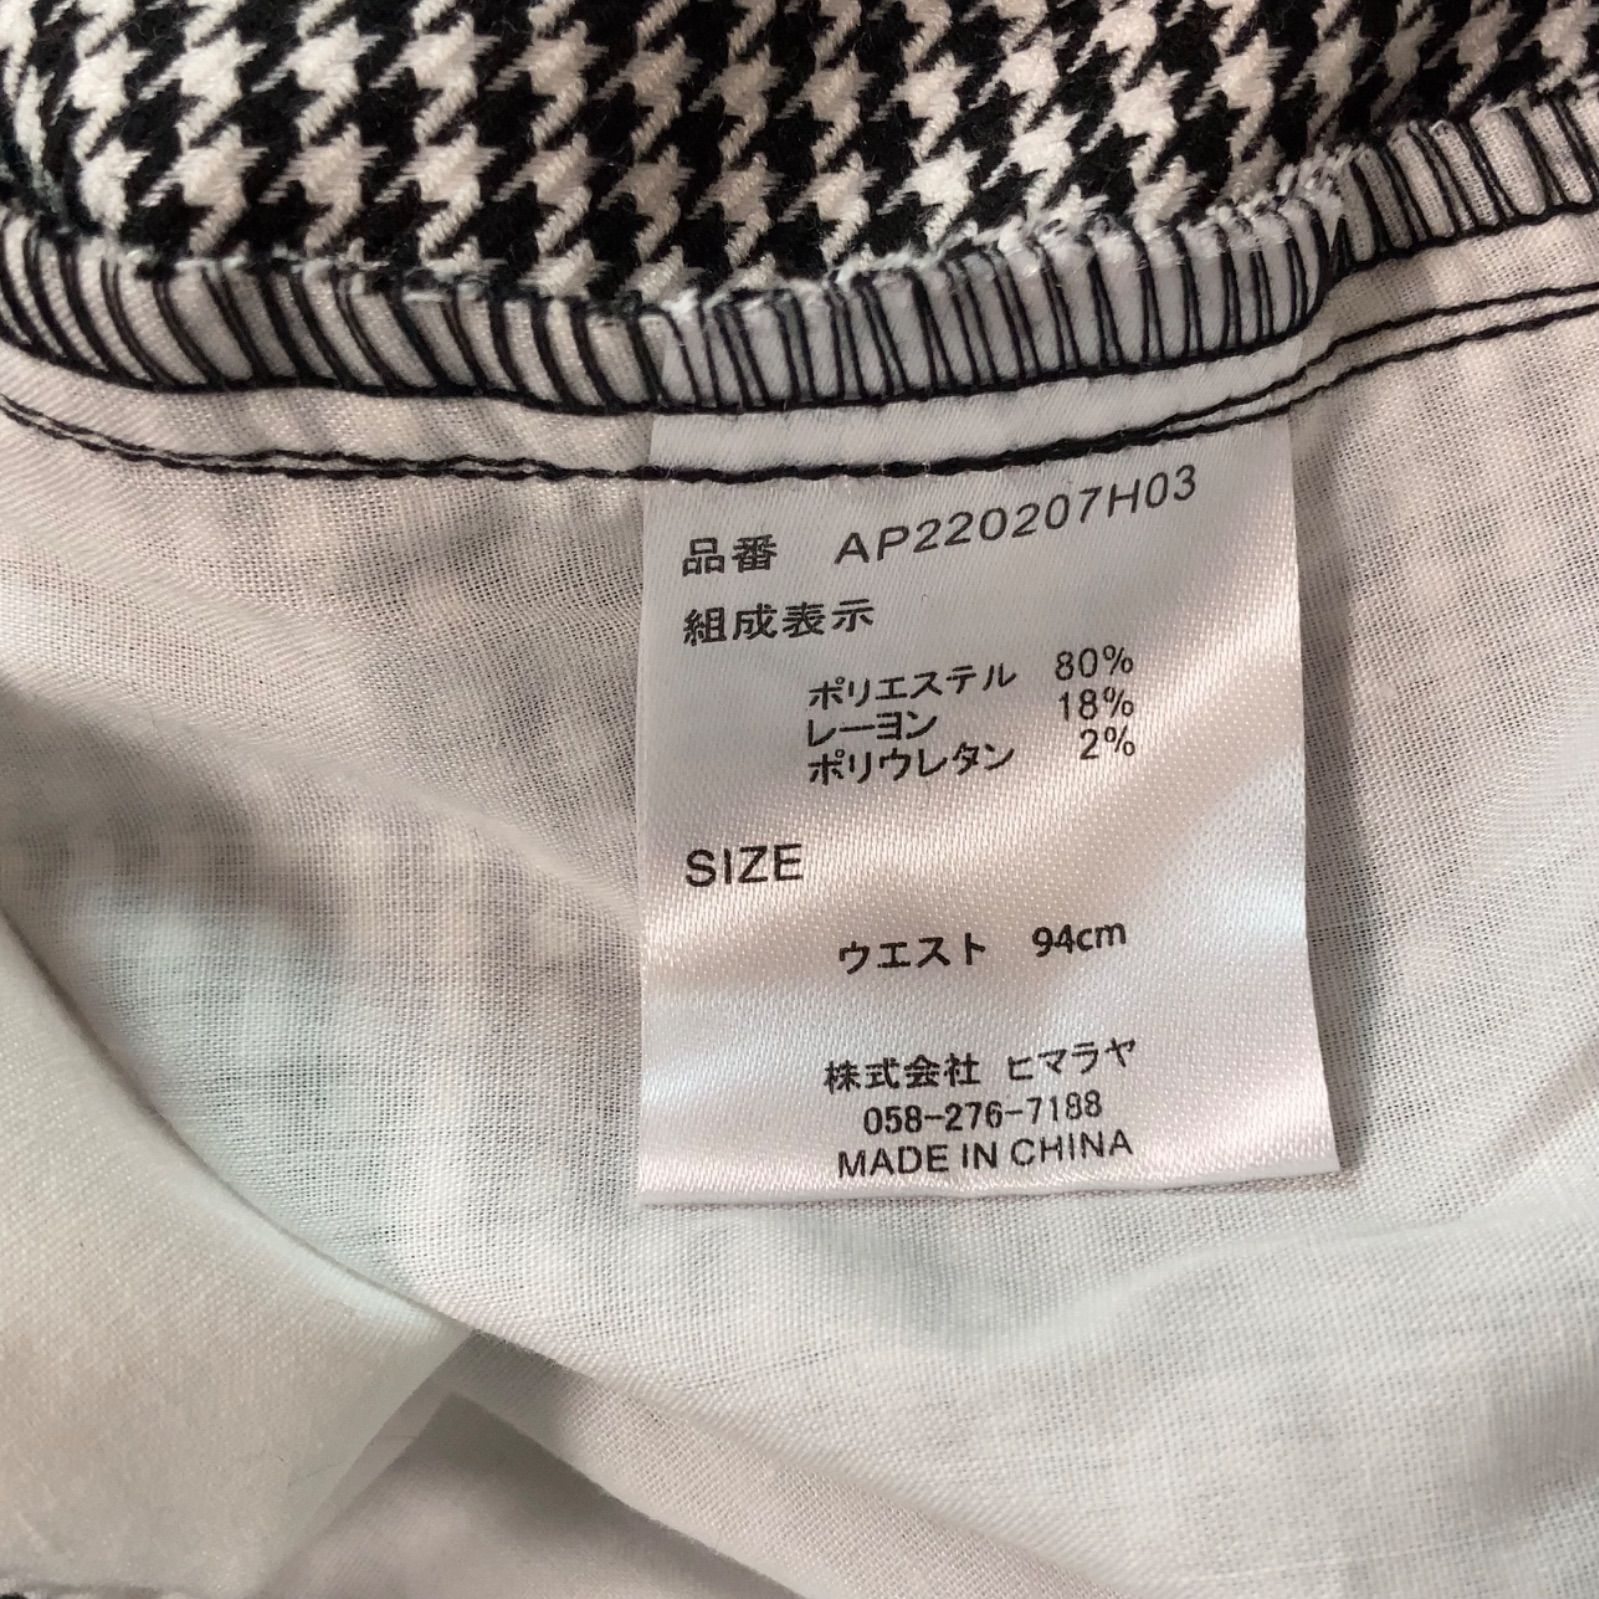 品番 AP220207H03
組成表示
ポリエステル 80%
レーヨン 18%
ポリウレタン 2%
SIZE
ウエスト 94cm
株式会社 ヒマラヤ
058-276-7188
MADE IN CHINA